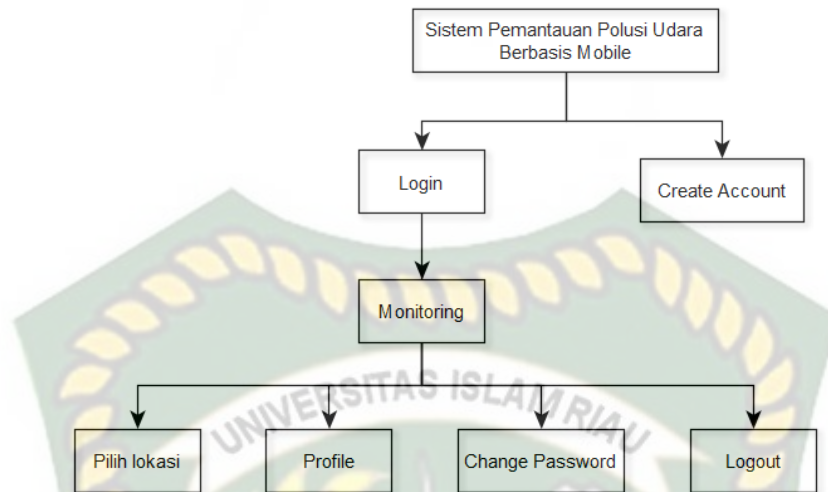 Sistem Pemantauan Polusi Udara
Berbasis Mobile
Login
Create Account
Monitoring
UNIVERSITAS ISLAM RIAU
Pilih lokasi
Profile
Change Password
Logout